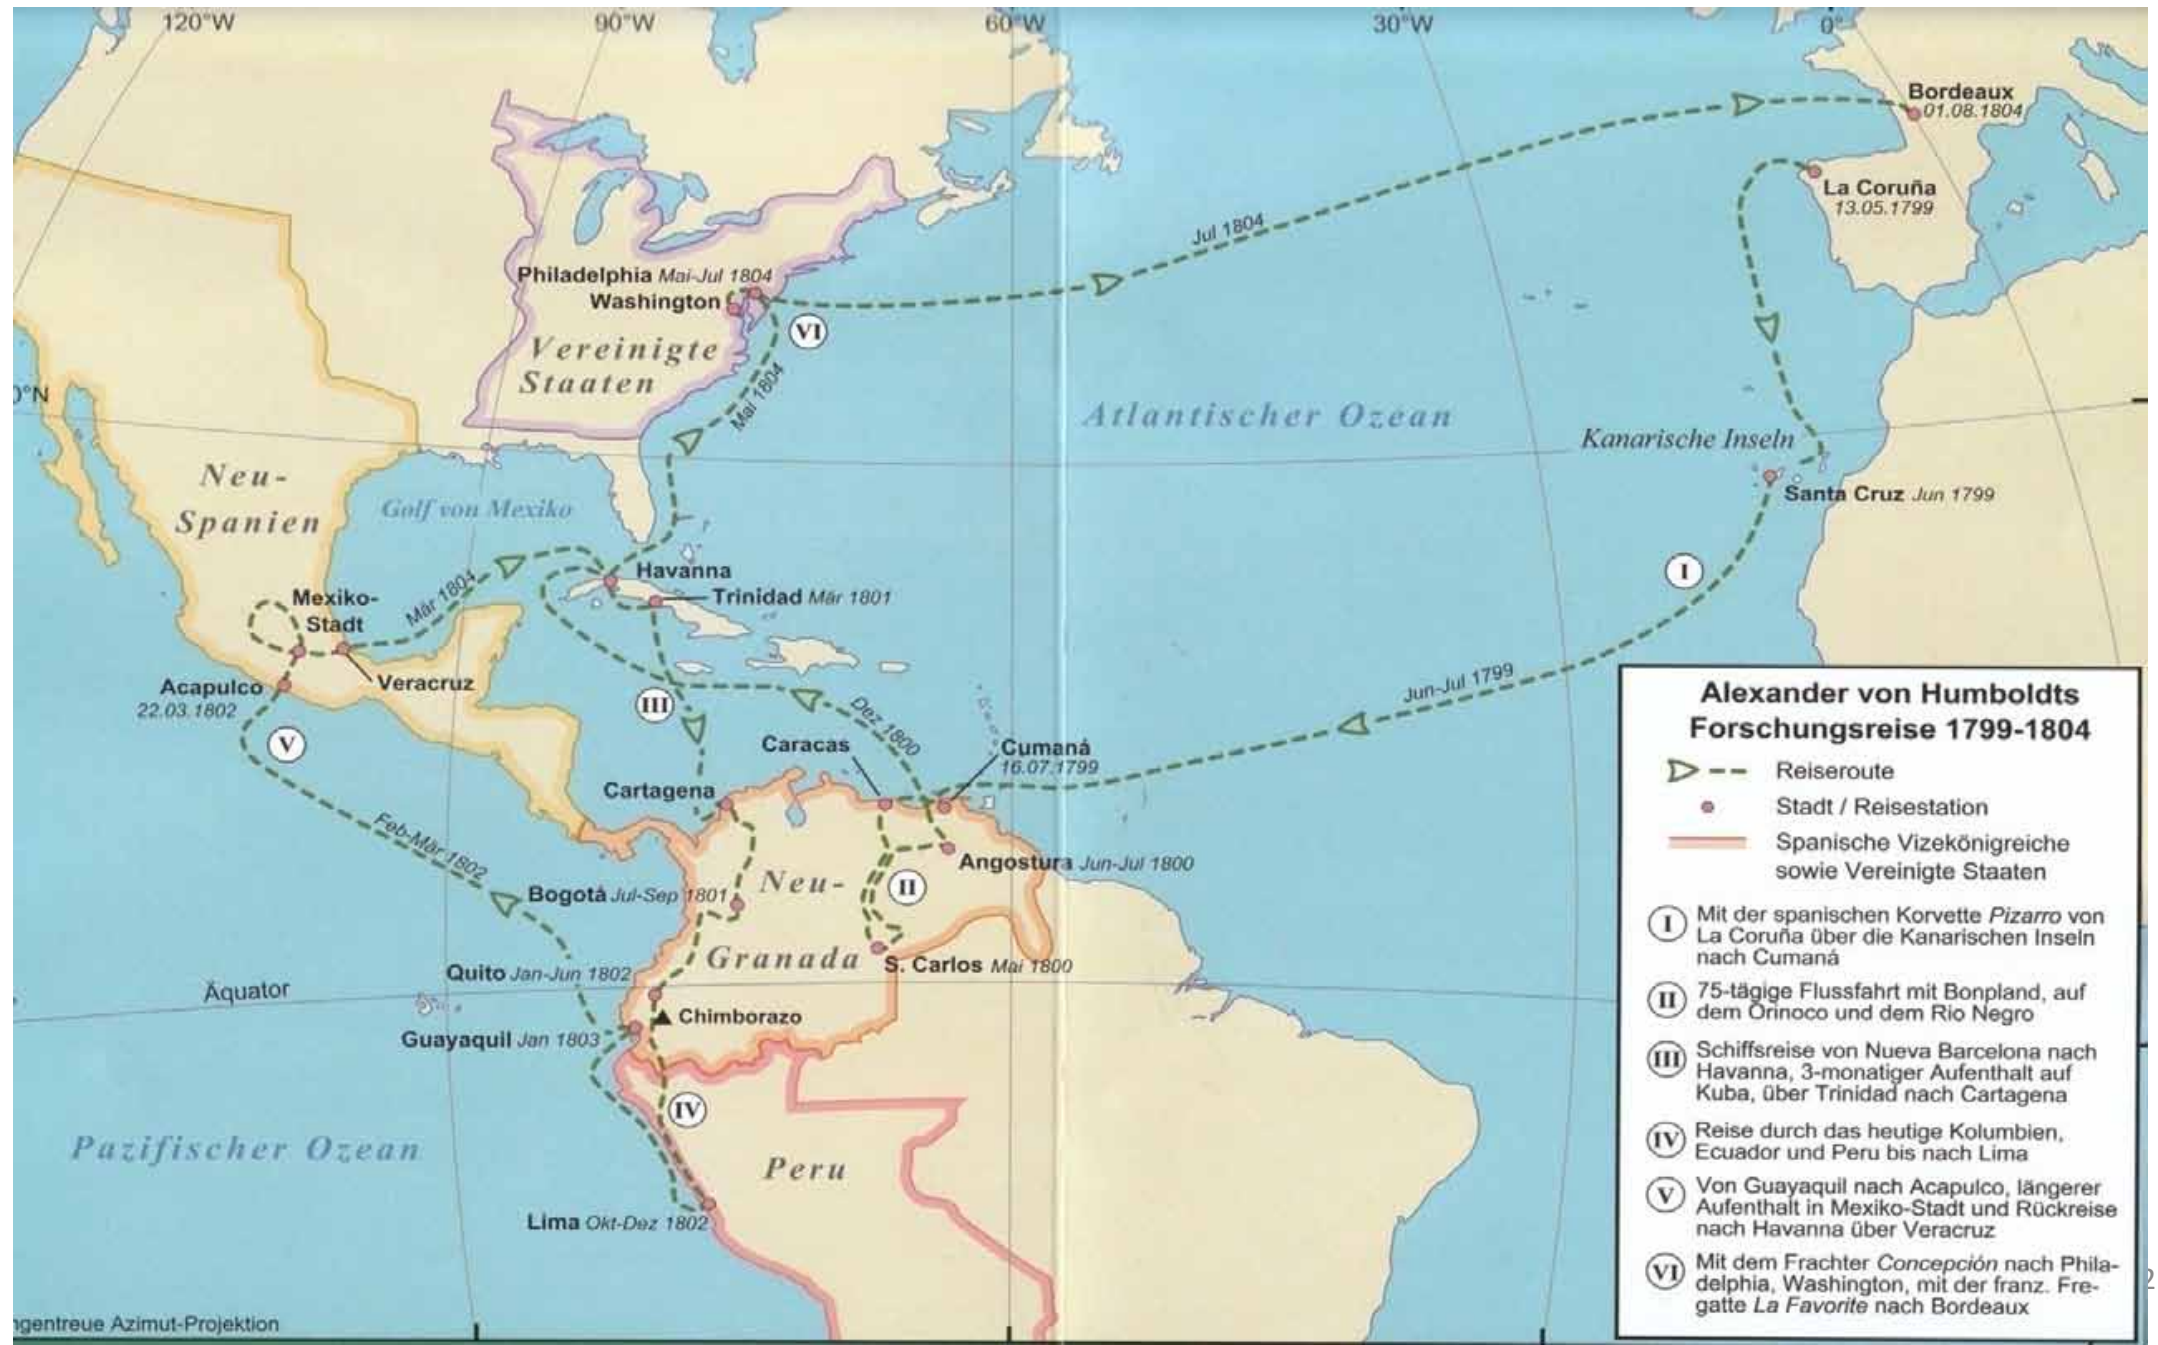 120°W
90°W
60°W
30°W
0°
Bordeaux
01.08.1804
La Coruña
13.05.1799
Jul 1804
Philadelphia Mai-Jul 1804
Washington
VI
Vereinigte
Staaten
Mai 1804
0°N
Atlantischer Ozean
Kanarische Inseln
Santa Cruz Jun 1799
Neu-
Spanien
Golf von Mexiko
I
Havanna
Trinidad Mär 1801
Mär 1804
Mexiko-
Stadt
Veracruz
Acapulco
22.03.1802
V
III
Jun-Jul 1799
Dez 1800
Caracas
Cumaná
16.07.1799
Cartagena
Feb-Mär 1802
Angostura Jun-Jul 1800
II
Bogotá Jul-Sep 1801
Neu-
Granada
S. Carlos Mai 1800
Quito Jan-Jun 1802
Äquator
Chimborazo
Guayaquil Jan 1803
IV
Pazifischer Ozean
Peru
Lima Okt-Dez 1802
ngentreue Azimut-Projektion
Alexander von Humboldts
Forschungsreise 1799-1804
Reiseroute
Stadt / Reisestation
Spanische Vizekönigreiche
sowie Vereinigte Staaten
I Mit der spanischen Korvette Pizarro von
La Coruña über die Kanarischen Inseln
nach Cumaná
II 75-tägige Flussfahrt mit Bonpland, auf
dem Orinoco und dem Rio Negro
III Schiffsreise von Nueva Barcelona nach
Havanna, 3-monatiger Aufenthalt auf
Kuba, über Trinidad nach Cartagena
IV Reise durch das heutige Kolumbien,
Ecuador und Peru bis nach Lima
V Von Guayaquil nach Acapulco, längerer
Aufenthalt in Mexiko-Stadt und Rückreise
nach Havanna über Veracruz
VI Mit dem Frachter Concepción nach Phila-
delphia, Washington, mit der franz. Fre-
gatte La Favorite nach Bordeaux
2